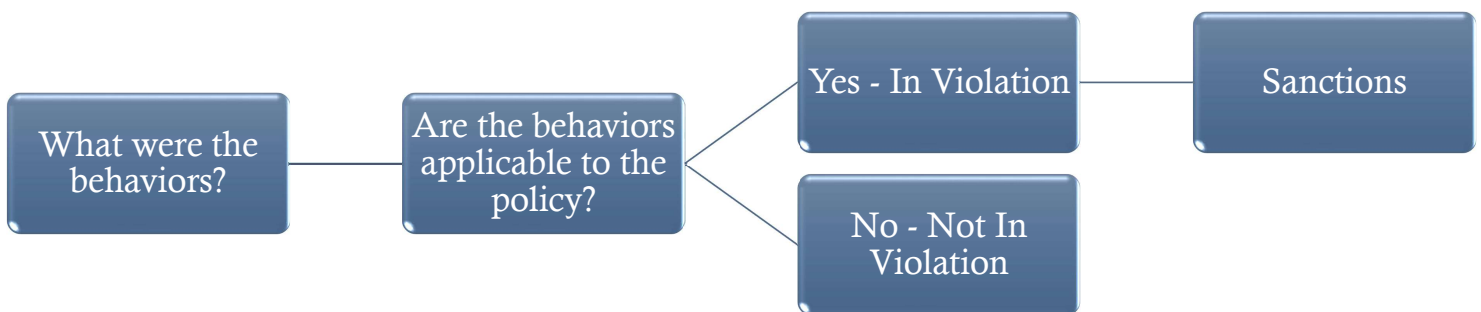 What were the
behaviors?
Are the behaviors
applicable to the
policy?
Yes - In Violation
Sanctions
No - Not In
Violation